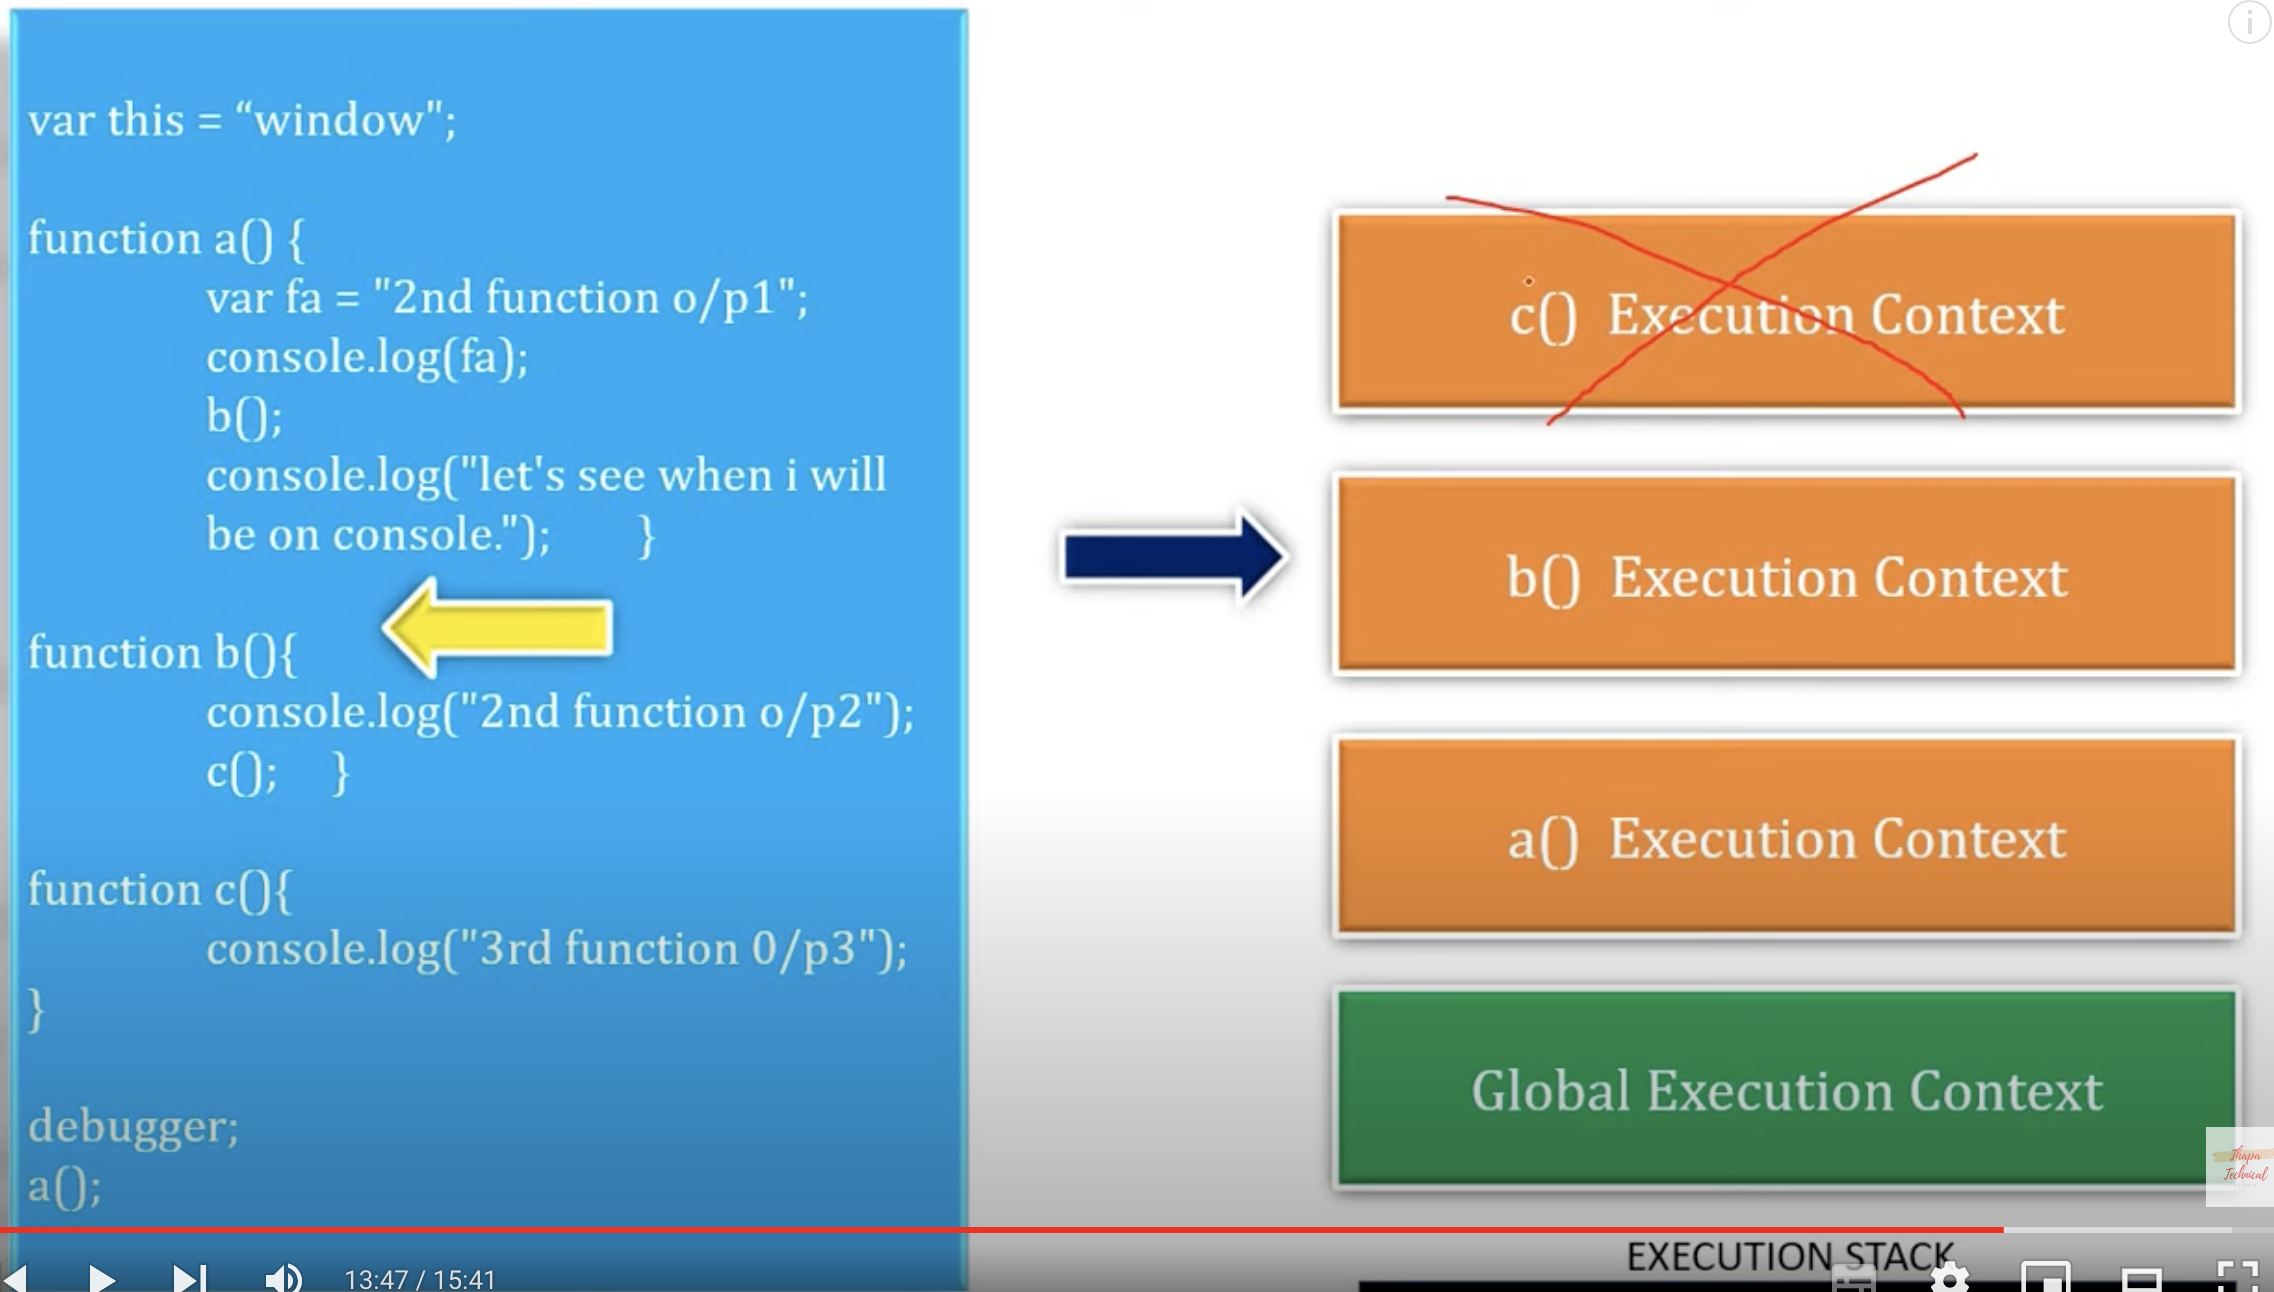 var this = “window";
function a() {
var fa = "2nd function o/p1";
console.log(fa);
b();
console.log("let's see when i will
be on console.");      }
function b(){
console.log("2nd function o/p2");
c();    }
function c(){
console.log("3rd function 0/p3");
}
debugger;
a();
c()  Execution Context
b()  Execution Context
a()  Execution Context
Global Execution Context
Thapa
Technical
EXECUTION STACK
13:47 / 15:41